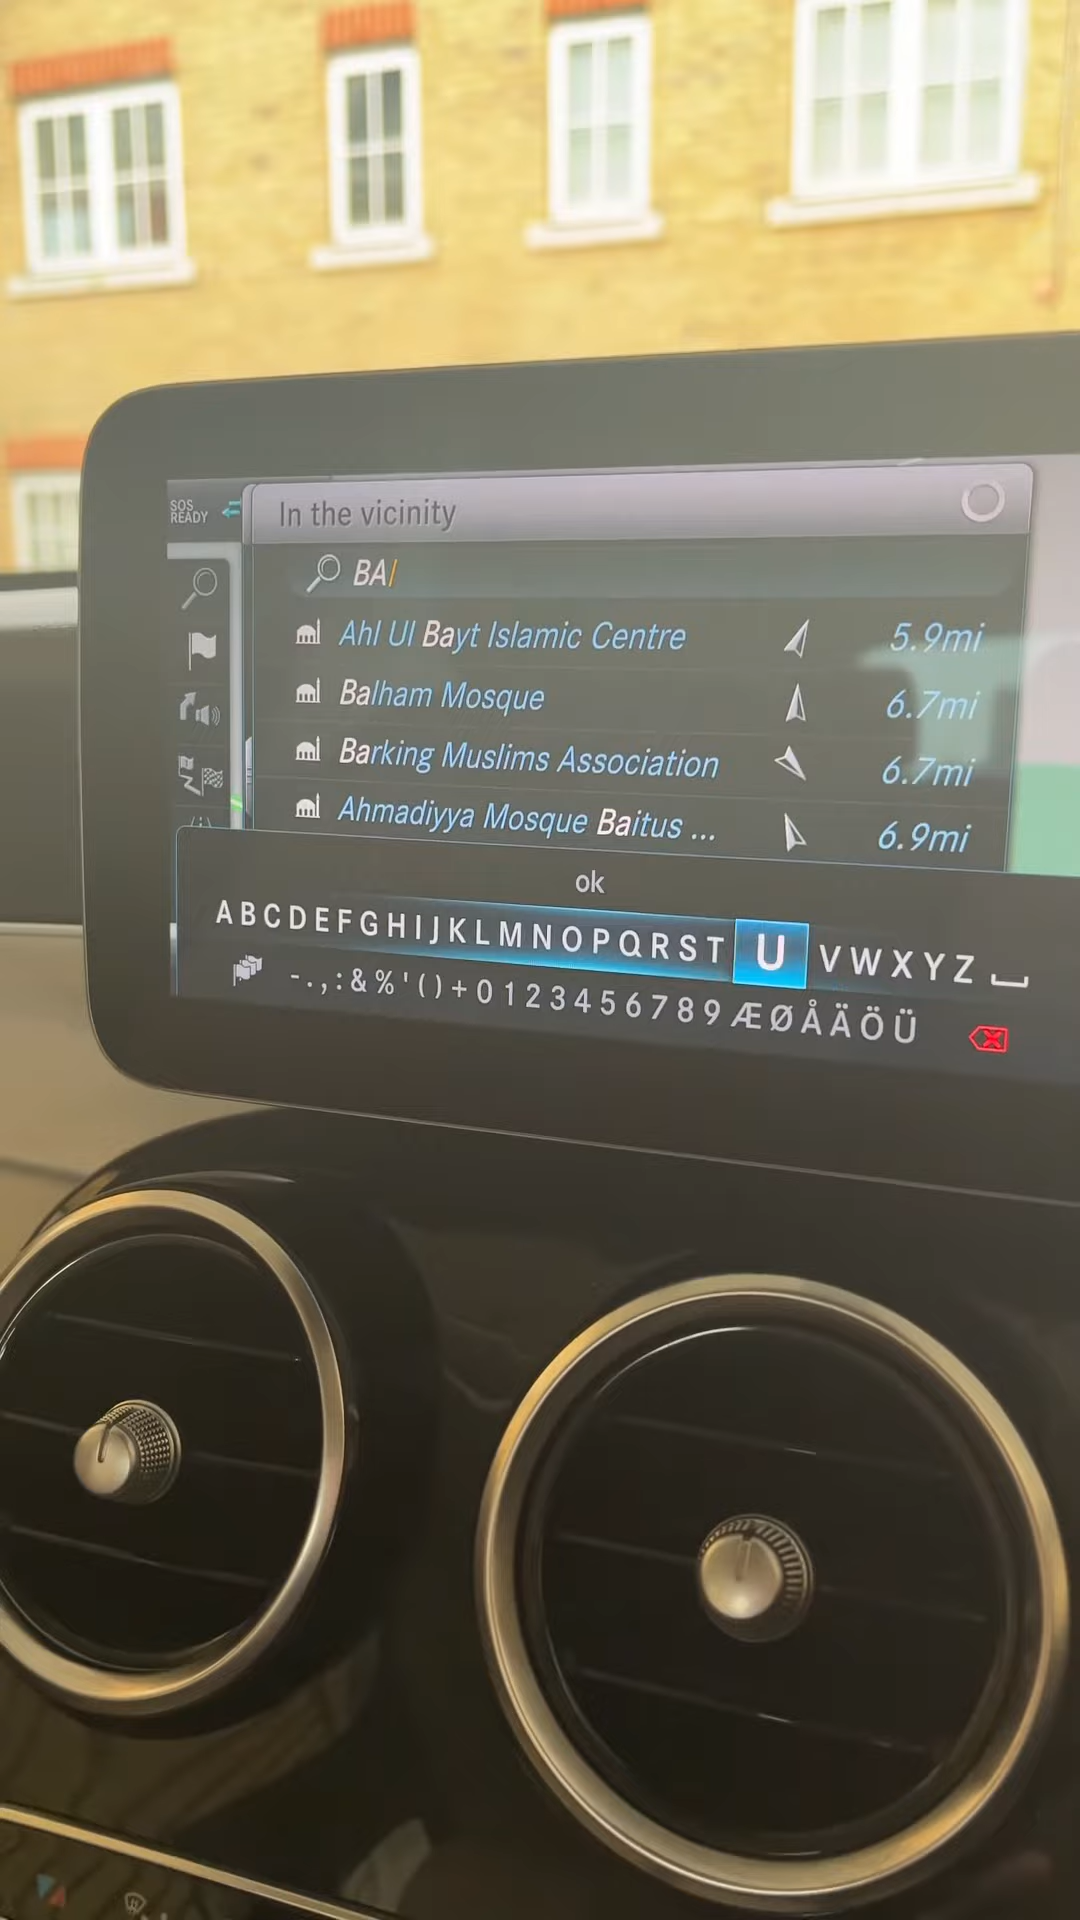 SOS
READY
In the vicinity
BA
Ahl Ul Bayt Islamic Centre 5.9mi
Balham Mosque 6.7mi
Barking Muslims Association 6.7mi
Ahmadiyya Mosque Baitus ... 6.9mi
ok
A B C D E F G H I J K L M N O P Q R S T U V W X Y Z
- . , : & % ' ( ) + 0 1 2 3 4 5 6 7 8 9 Æ Ø Å Ä Ö Ü